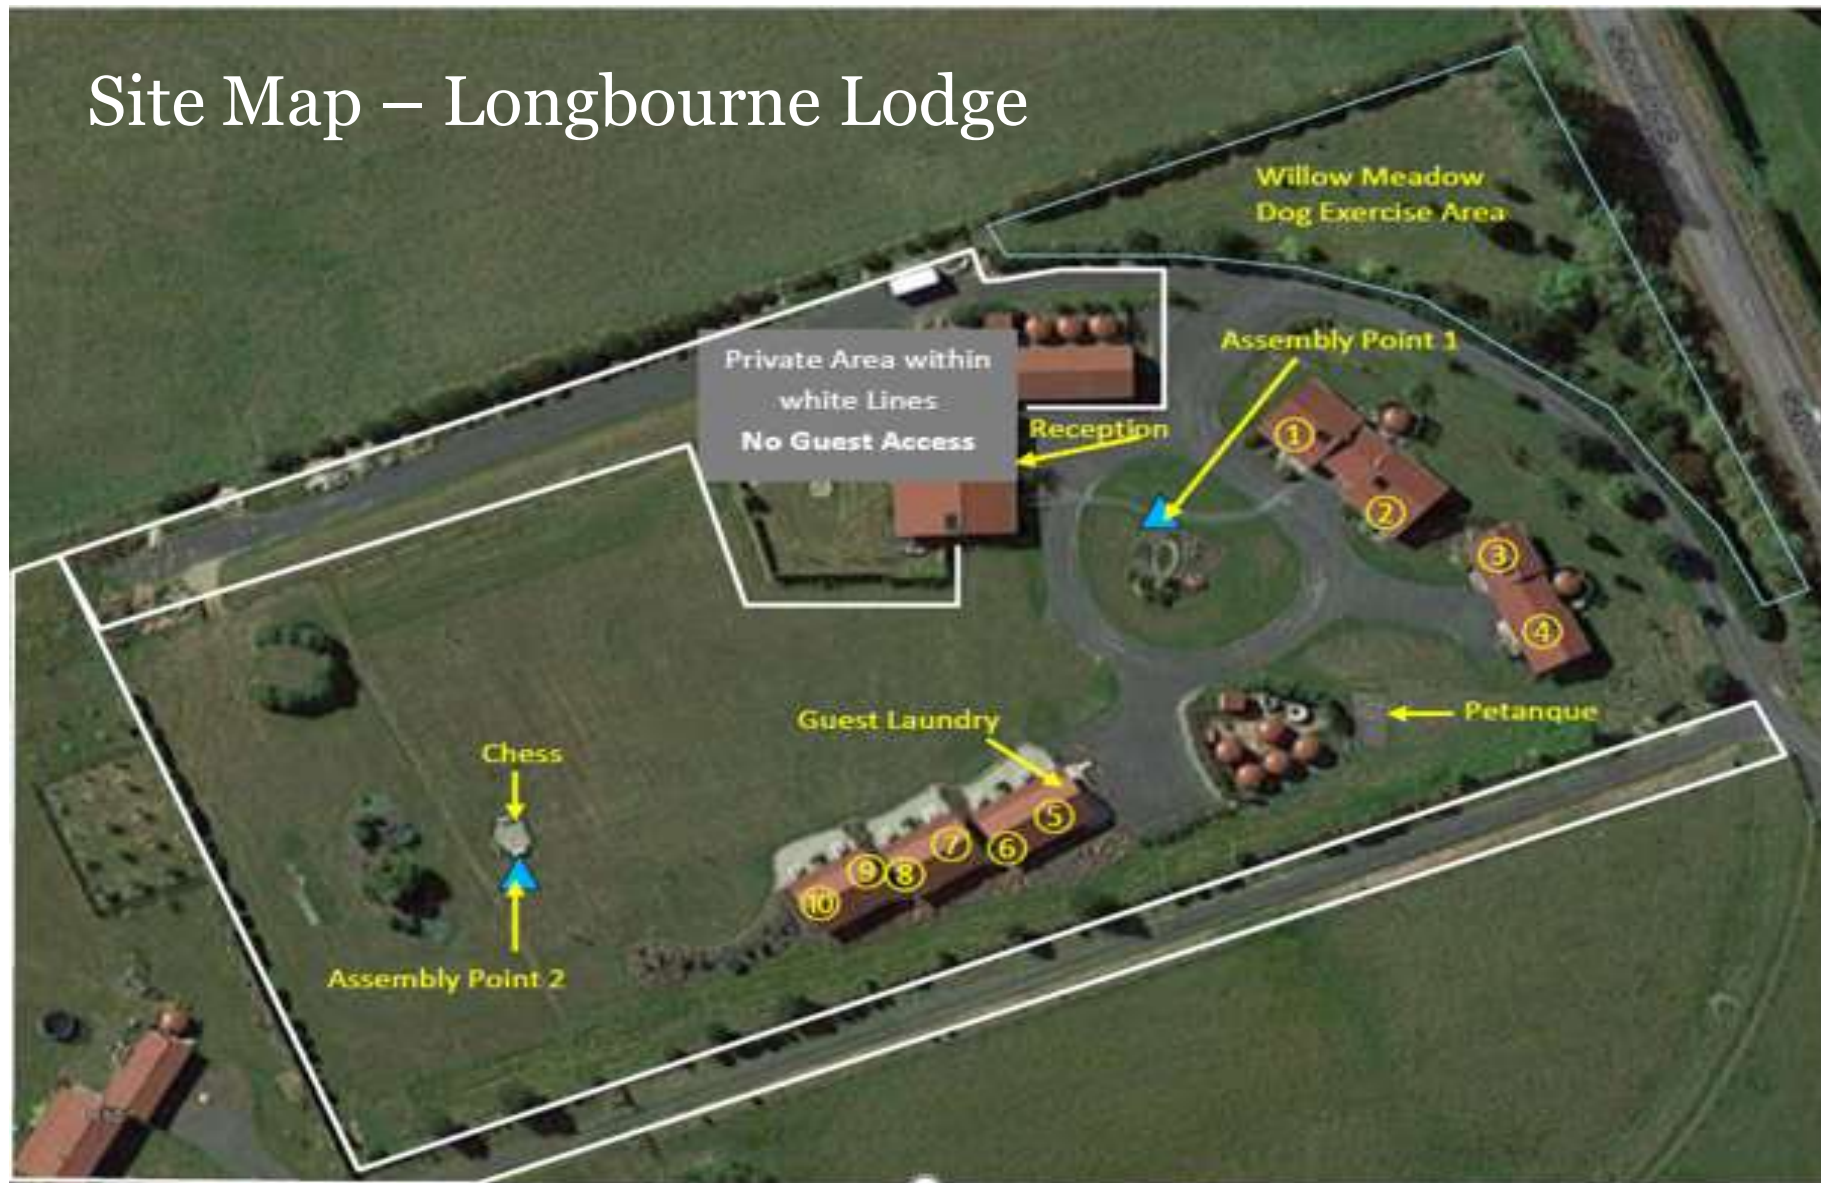 Site Map – Longbourne Lodge
Willow Meadow
Dog Exercise Area
Assembly Point 1
Private Area within
white Lines
No Guest Access
Reception
1
2
3
4
Petanque
Guest Laundry
Chess
5
6
7
8
9
10
Assembly Point 2